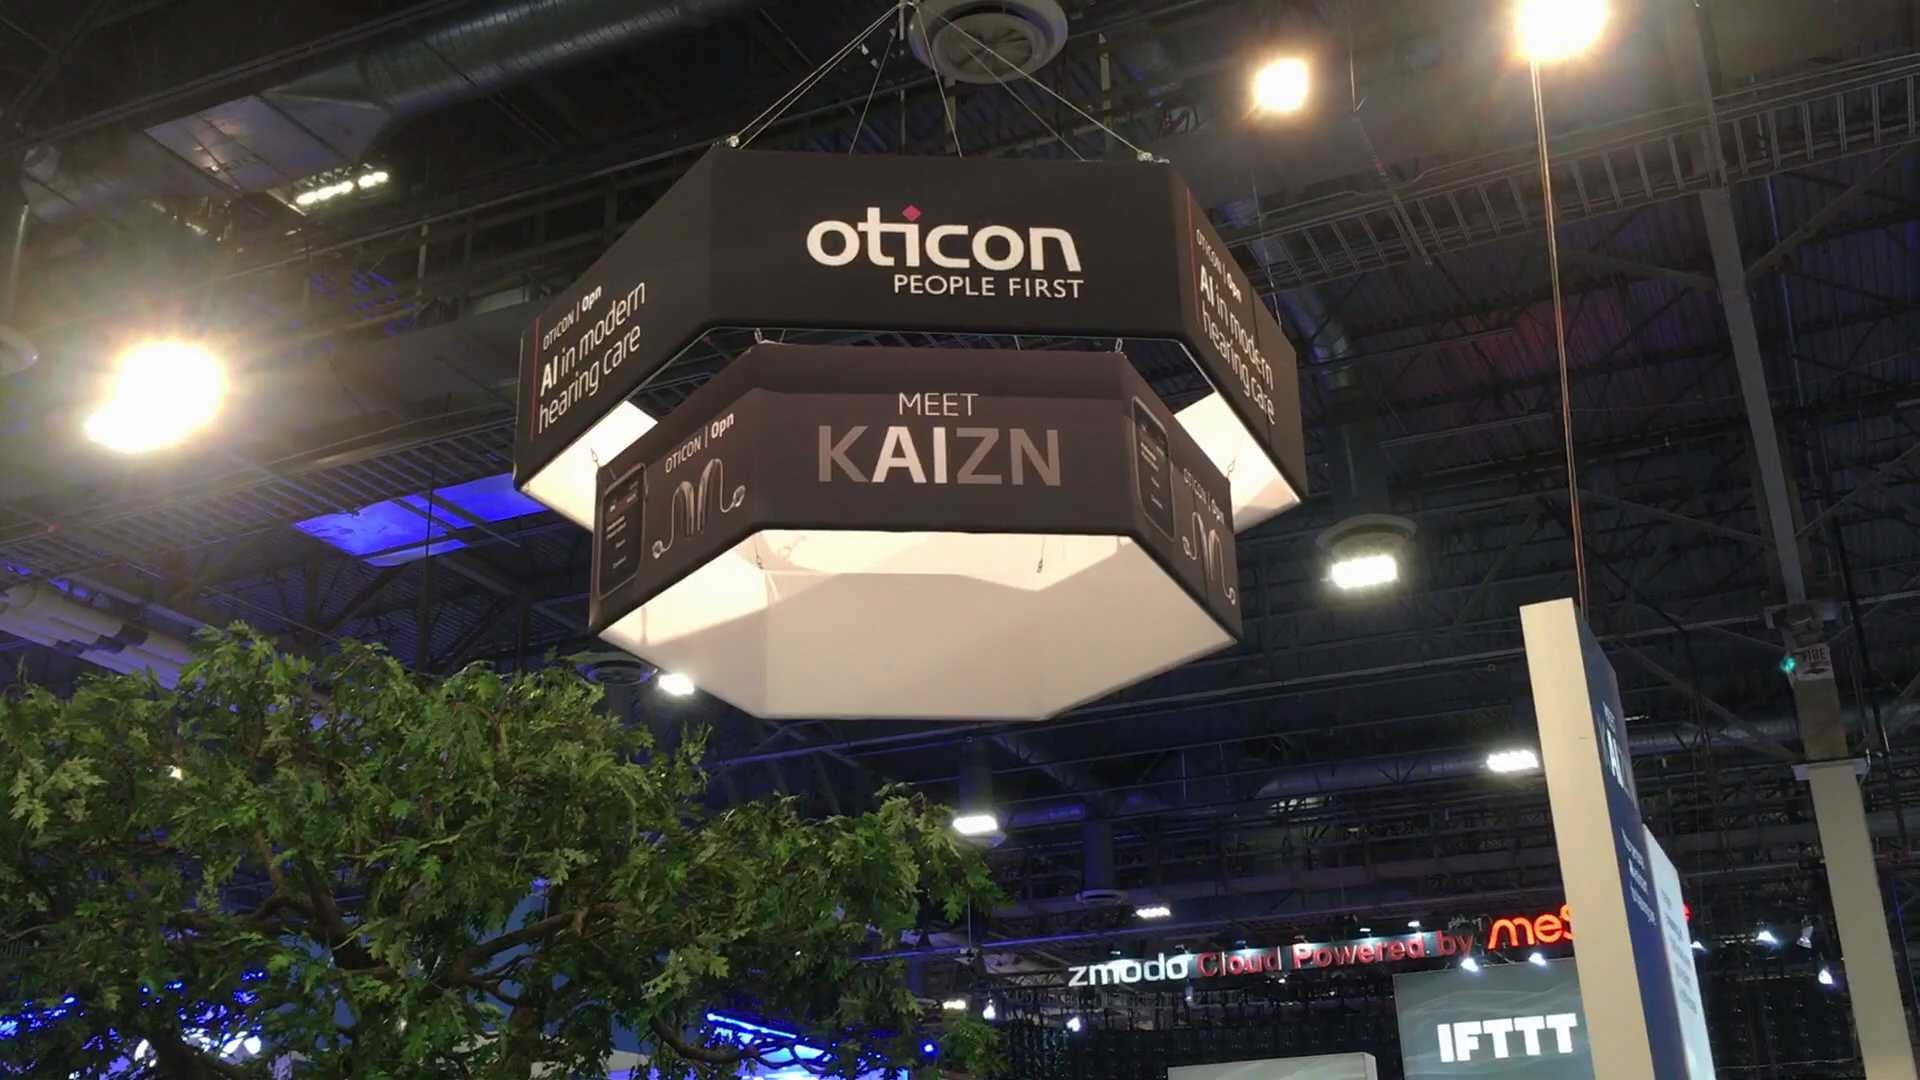 oticon
PEOPLE FIRST
OTICON | Opn
AI in modern
hearing care
OTICON | Opn
AI in modern
hearing care
MEET
KAIZN
OTICON | Opn
OTICON | Opn
zmodo Cloud Powered by
IFTTT
FIRE